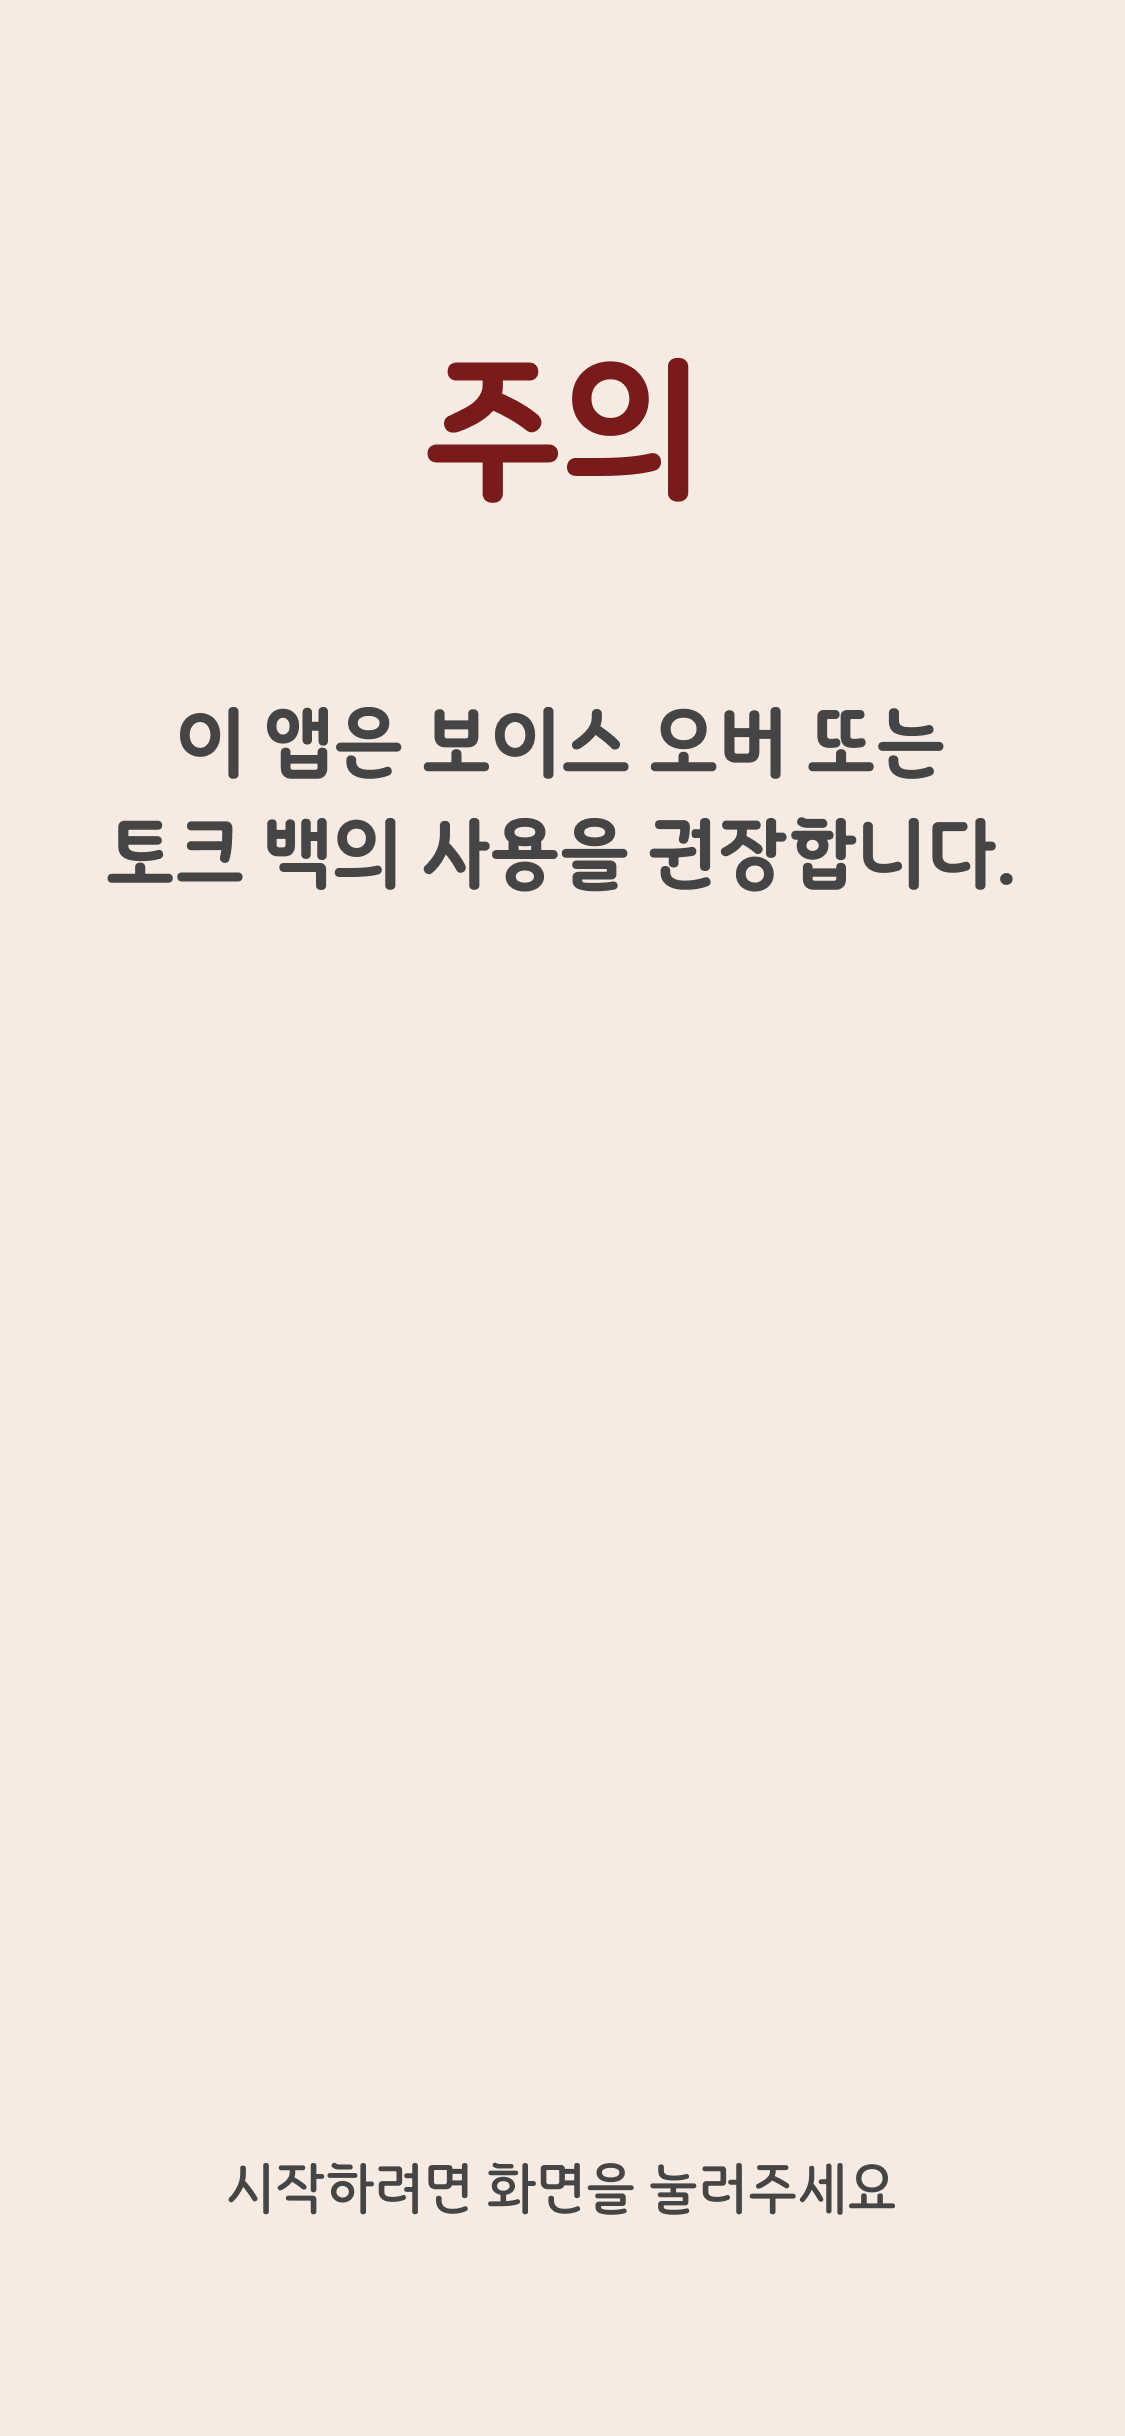 주의
이 앱은 보이스 오버 또는
토크 백의 사용을 권장합니다.
시작하려면 화면을 눌러주세요